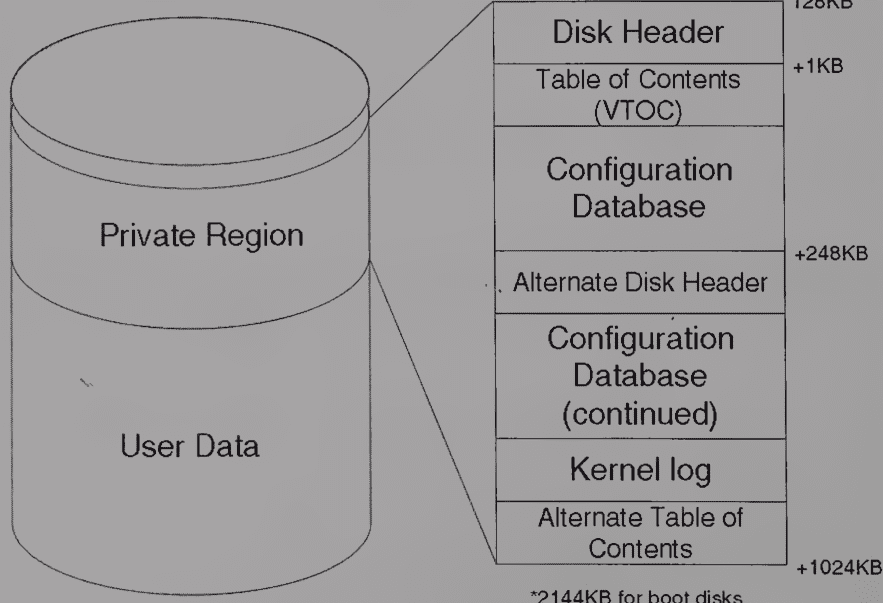 Private Region
User Data
128KB
Disk Header
+1KB
Table of Contents
(VTOC)
Configuration
Database
+248KB
Alternate Disk Header
Configuration
Database
(continued)
Kernel log
Alternate Table of
Contents
+1024KB
*2144KB for boot disks